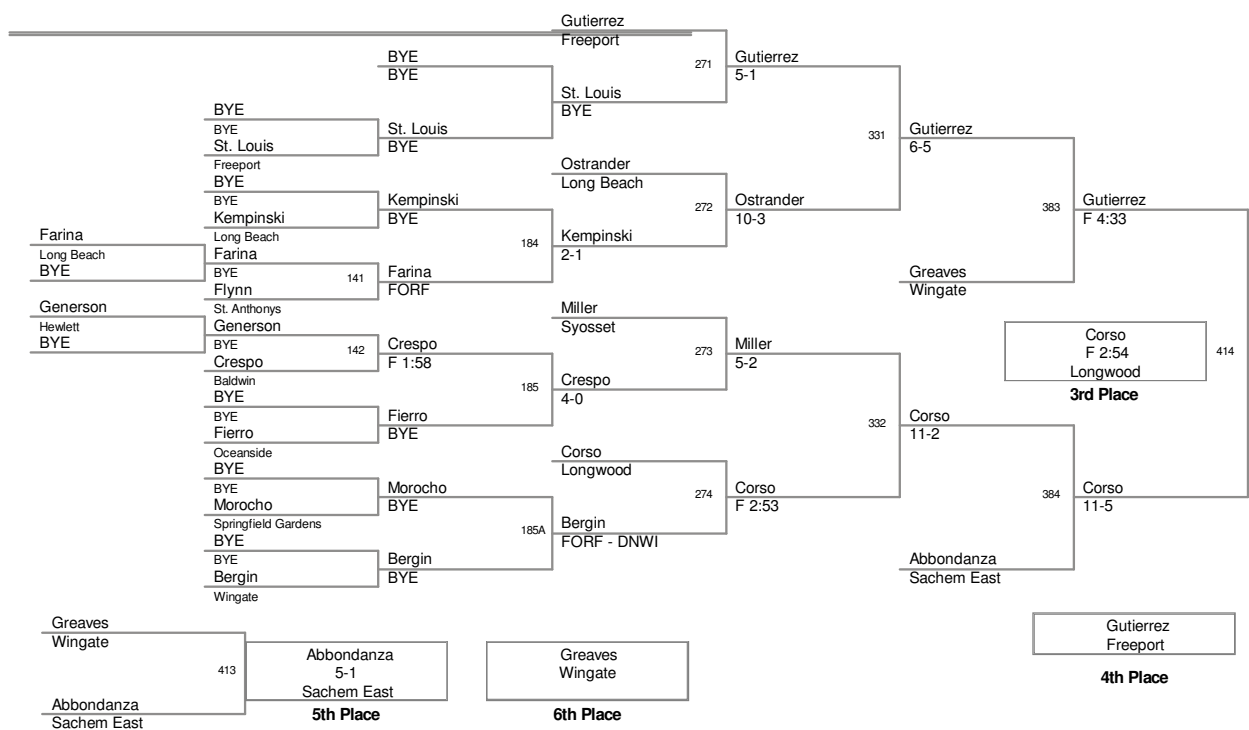 Gutierrez
Freeport
271
Gutierrez
5-1
BYE
BYE
St. Louis
BYE
BYE
BYE
St. Louis
Freeport
St. Louis
BYE
331
Gutierrez
6-5
Ostrander
Long Beach
272
Ostrander
10-3
BYE
BYE
Kempinski
Long Beach
Kempinski
BYE
184
Kempinski
2-1
383
Gutierrez
F 4:33
Farina
Long Beach
BYE
Farina
BYE
Flynn
St. Anthonys
141
Farina
FORF
Greaves
Wingate
Generson
Hewlett
BYE
Generson
BYE
Crespo
Baldwin
142
Crespo
F 1:58
Miller
Syosset
273
Miller
5-2
Corso
F 2:54
Longwood
3rd Place
414
185
Crespo
4-0
BYE
BYE
Fierro
Oceanside
Fierro
BYE
332
Corso
11-2
Corso
Longwood
274
Corso
F 2:53
BYE
BYE
Morocho
Springfield Gardens
Morocho
BYE
185A
Bergin
FORF - DNWI
384
Corso
11-5
BYE
BYE
Bergin
Wingate
Bergin
BYE
Abbondanza
Sachem East
Greaves
Wingate
413
Abbondanza
Sachem East
Abbondanza
5-1
Sachem East
5th Place
Greaves
Wingate
6th Place
Gutierrez
Freeport
4th Place